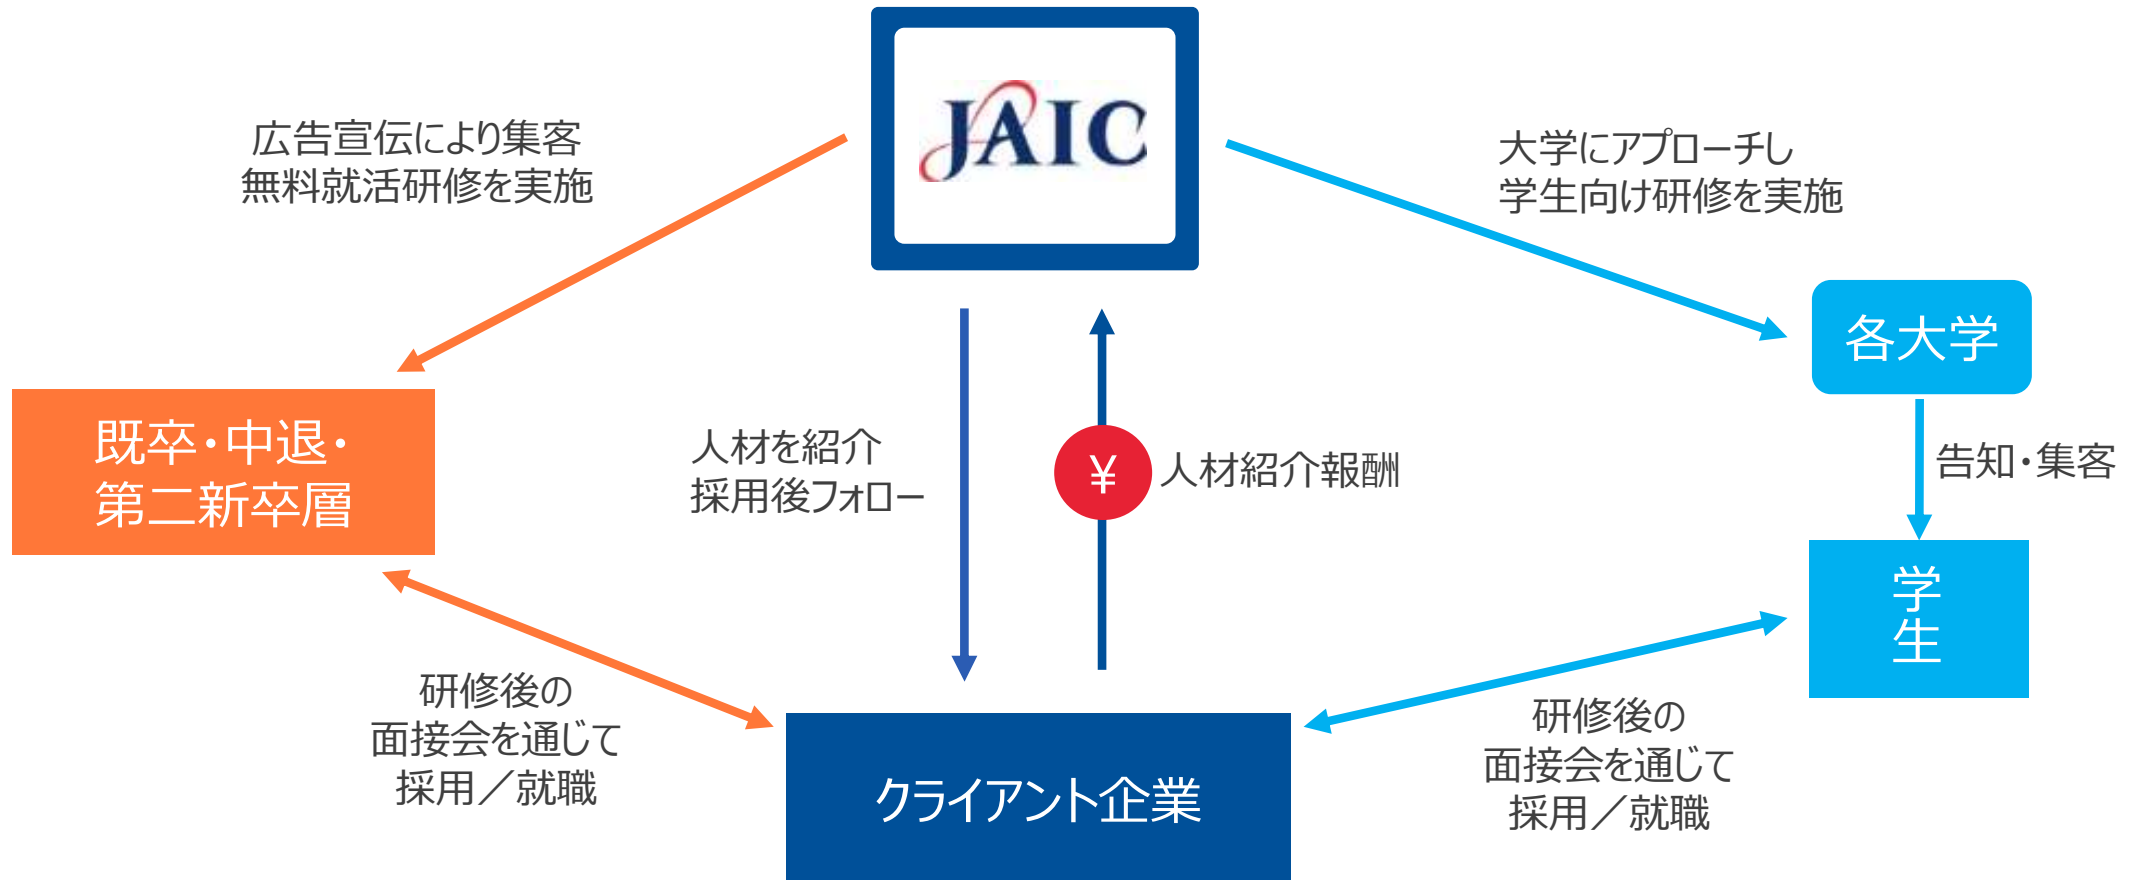 JAIC
広告宣伝により集客
無料就活研修を実施
大学にアプローチし
学生向け研修を実施
各大学
既卒・中退・
第二新卒層
人材を紹介
採用後フォロー
¥
人材紹介報酬
告知・集客
学
生
研修後の
面接会を通じて
採用／就職
クライアント企業
研修後の
面接会を通じて
採用／就職